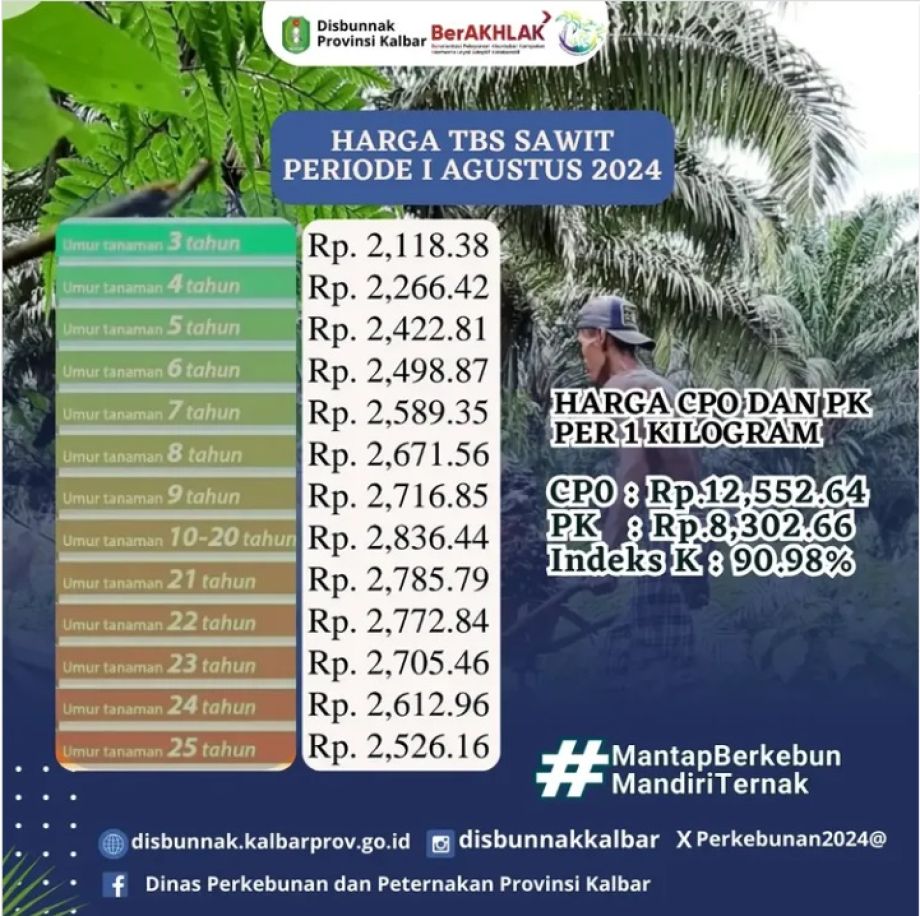 Disbunnak
Provinsi Kalbar
BerAKHLAK
HARGA TBS SAWIT
PERIODE I AGUSTUS 2024
Umur tanaman 3 tahun Rp. 2,118.38
Umur tanaman 4 tahun Rp. 2,266.42
Umur tanaman 5 tahun Rp. 2,422.81
Umur tanaman 6 tahun Rp. 2,498.87
Umur tanaman 7 tahun Rp. 2,589.35
Umur tanaman 8 tahun Rp. 2,671.56
Umur tanaman 9 tahun Rp. 2,716.85
Umur tanaman 10-20 tahun Rp. 2,836.44
Umur tanaman 21 tahun Rp. 2,785.79
Umur tanaman 22 tahun Rp. 2,772.84
Umur tanaman 23 tahun Rp. 2,705.46
Umur tanaman 24 tahun Rp. 2,612.96
Umur tanaman 25 tahun Rp. 2,526.16
HARGA CPO DAN PK
PER 1 KILOGRAM
CPO : Rp.12,552.64
PK : Rp.8,302.66
Indeks K : 90.98%
#MantapBerkebun
MandiriTernak
disbunnak.kalbarprov.go.id disbunnakkalbar X Perkebunan2024@
Dinas Perkebunan dan Peternakan Provinsi Kalbar